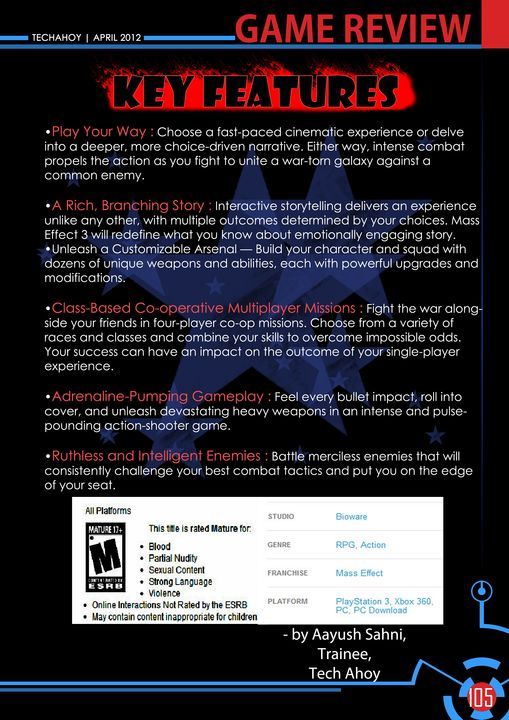 TECHAHOY | APRIL 2012
GAME REVIEW
KEY FEATURES
•Play Your Way : Choose a fast-paced cinematic experience or delve
into a deeper, more choice-driven narrative. Either way, intense combat
propels the action as you fight to unite a war-torn galaxy against a
common enemy.
•A Rich, Branching Story : Interactive storytelling delivers an experience
unlike any other, with multiple outcomes determined by your choices. Mass
Effect 3 will redefine what you know about emotionally engaging story.
•Unleash a Customizable Arsenal — Build your character and squad with
dozens of unique weapons and abilities, each with powerful upgrades and
modifications.
•Class-Based Co-operative Multiplayer Missions : Fight the war along-
side your friends in four-player co-op missions. Choose from a variety of
races and classes and combine your skills to overcome impossible odds.
Your success can have an impact on the outcome of your single-player
experience.
•Adrenaline-Pumping Gameplay : Feel every bullet impact, roll into
cover, and unleash devastating heavy weapons in an intense and pulse-
pounding action-shooter game.
•Ruthless and Intelligent Enemies : Battle merciless enemies that will
consistently challenge your best combat tactics and put you on the edge
of your seat.
All Platforms
MATURE 17+
M
CONTENT RATED BY
ESRB
This title is rated Mature for:
• Blood
• Partial Nudity
• Sexual Content
• Strong Language
• Violence
• Online Interactions Not Rated by the ESRB
• May contain content inappropriate for children
STUDIO Bioware
GENRE RPG, Action
FRANCHISE Mass Effect
PLATFORM PlayStation 3, Xbox 360,
PC, PC Download
- by Aayush Sahni,
Trainee,
Tech Ahoy
105